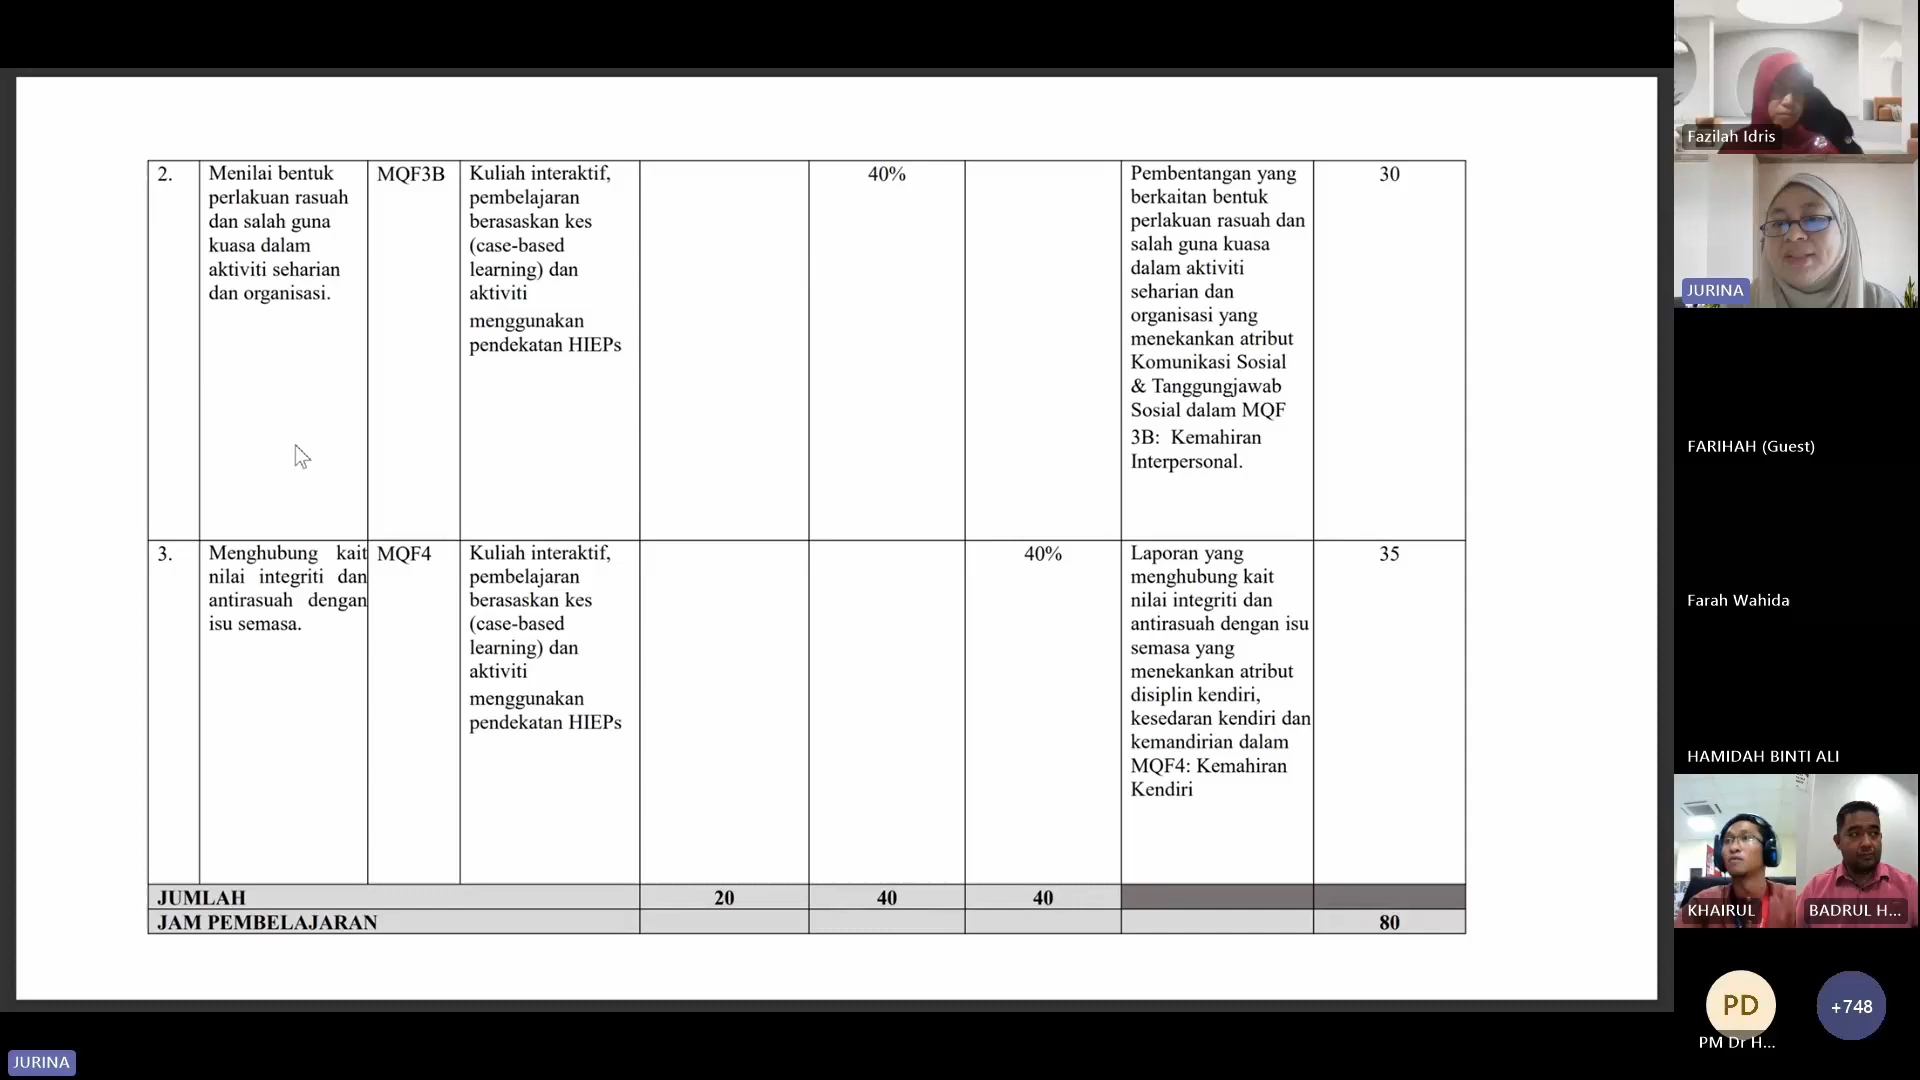 2.
Menilai bentuk
perlakuan rasuah
dan salah guna
kuasa dalam
aktiviti seharian
dan organisasi.
MQF3B
Kuliah interaktif,
pembelajaran
berasaskan kes
(case-based
learning) dan
aktiviti
menggunakan
pendekatan HIEPs
40%
Pembentangan yang
berkaitan bentuk
perlakuan rasuah dan
salah guna kuasa
dalam aktiviti
seharian dan
organisasi yang
menekankan atribut
Komunikasi Sosial
& Tanggungjawab
Sosial dalam MQF
3B: Kemahiran
Interpersonal.
30
3.
Menghubung kait
nilai integriti dan
antirasuah dengan
isu semasa.
MQF4
Kuliah interaktif,
pembelajaran
berasaskan kes
(case-based
learning) dan
aktiviti
menggunakan
pendekatan HIEPs
40%
Laporan yang
menghubung kait
nilai integriti dan
antirasuah dengan isu
semasa yang
menekankan atribut
disiplin kendiri,
kesedaran kendiri dan
kemandirian dalam
MQF4: Kemahiran
Kendiri
35
JUMLAH 20 40 40
JAM PEMBELAJARAN 80
Fazilah Idris
JURINA
FARIHAH (Guest)
Farah Wahida
HAMIDAH BINTI ALI
KHAIRUL
BADRUL H...
PD
+748
PM Dr H...
JURINA